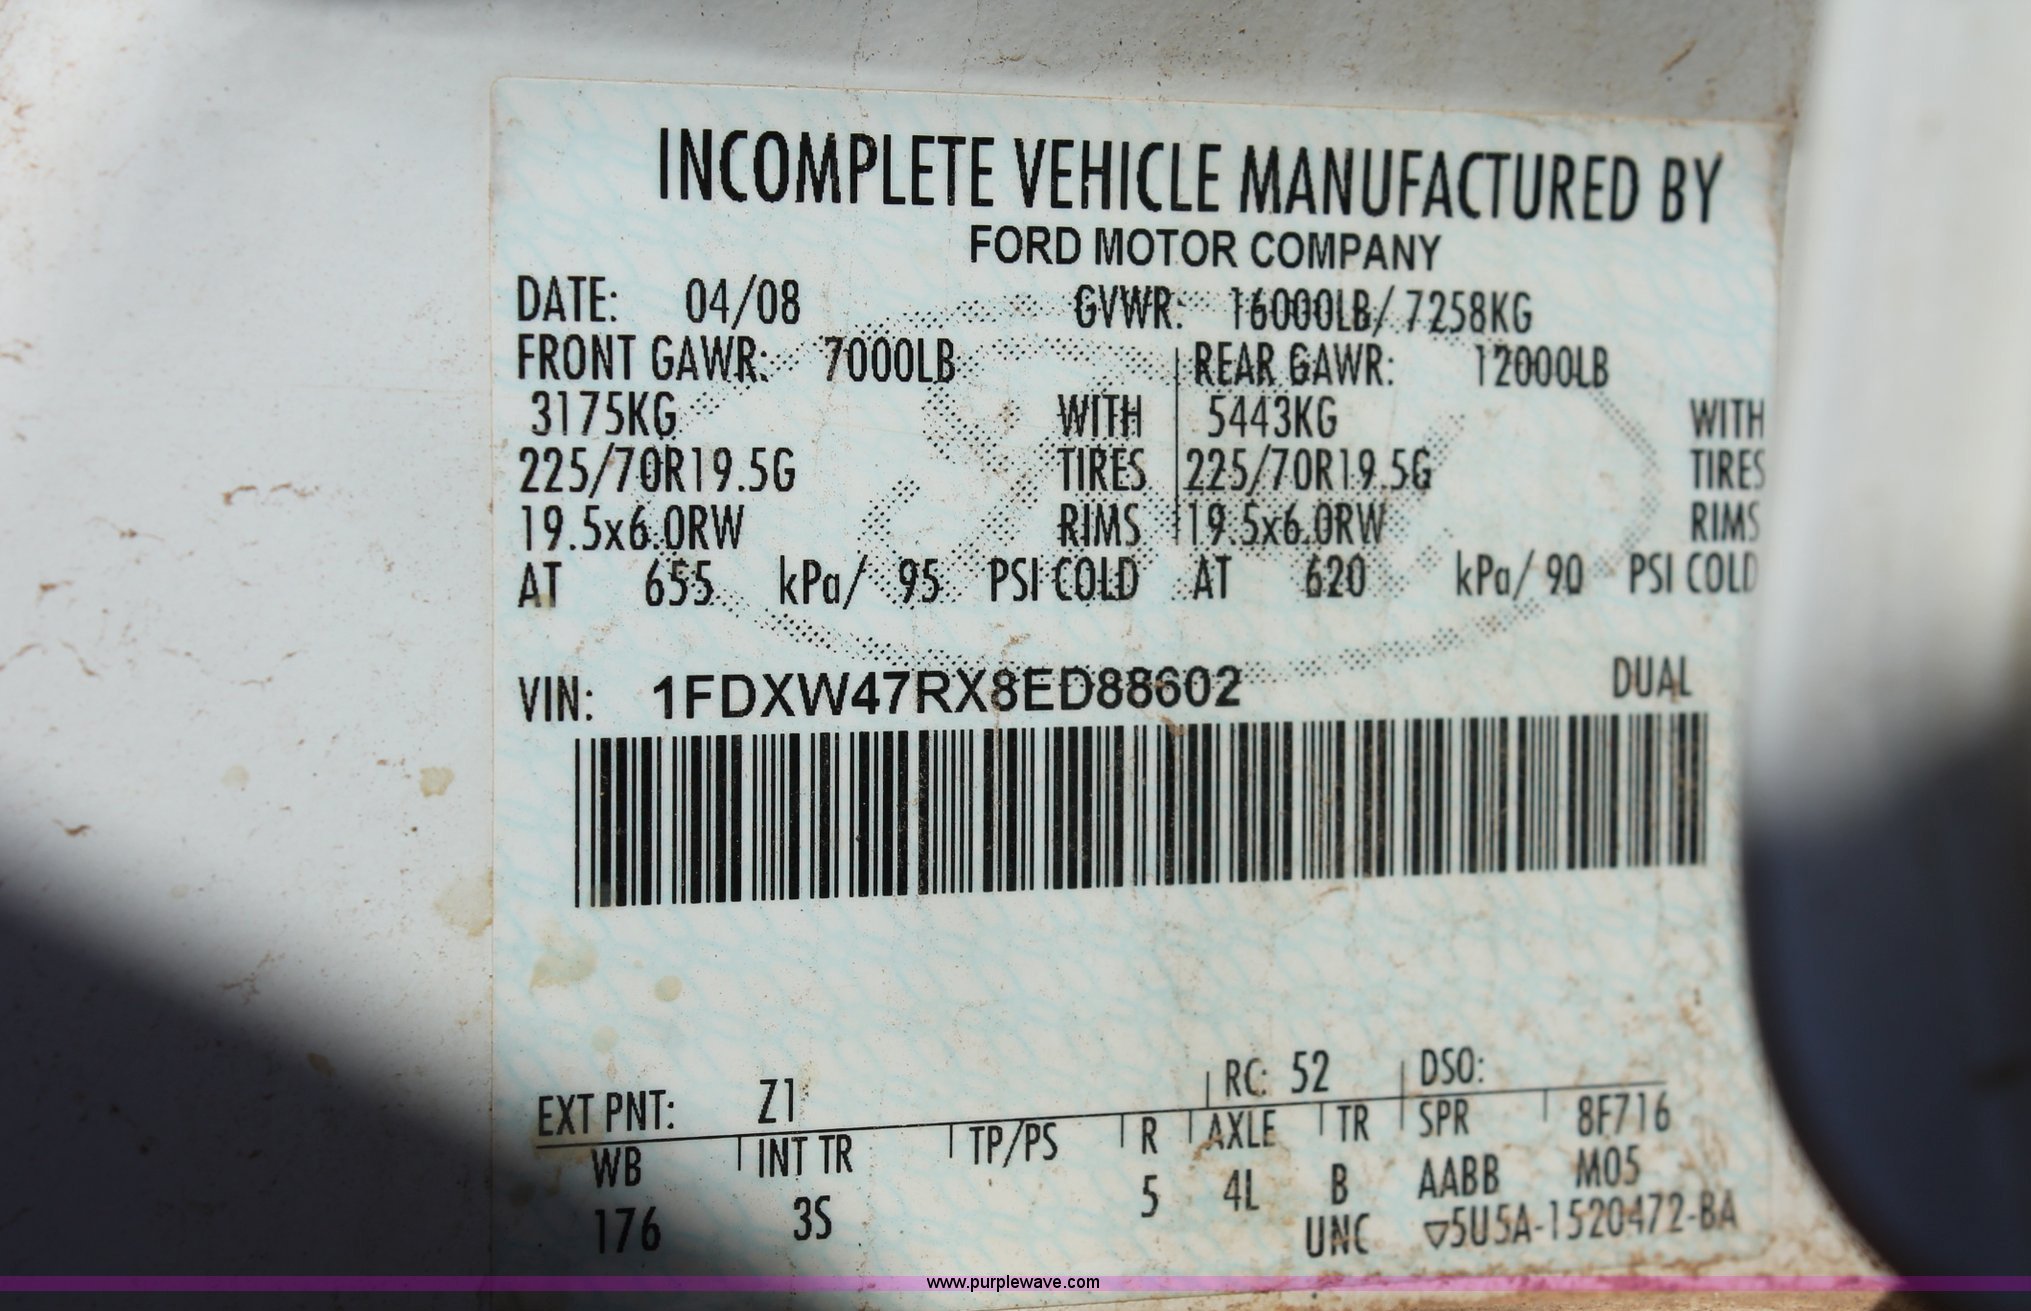 INCOMPLETE VEHICLE MANUFACTURED BY
FORD MOTOR COMPANY
DATE: 04/08 GVWR: 16000LB/ 7258KG
FRONT GAWR: 7000LB REAR GAWR: 12000LB
3175KG WITH 5443KG WITH
225/70R19.5G TIRES 225/70R19.5G TIRES
19.5x6.0RW RIMS 19.5x6.0RW RIMS
AT 655 kPa/ 95 PSI COLD AT 620 kPa/ 90 PSI COLD
VIN: 1FDXW47RX8ED88602 DUAL
EXT PNT: Z1 RC: 52 DSO:
WB INT TR TP/PS R AXLE TR SPR 8F716
176 3S 5 4L B AABB M05
UNC ▽5U5A-1520472-BA
www.purplewave.com